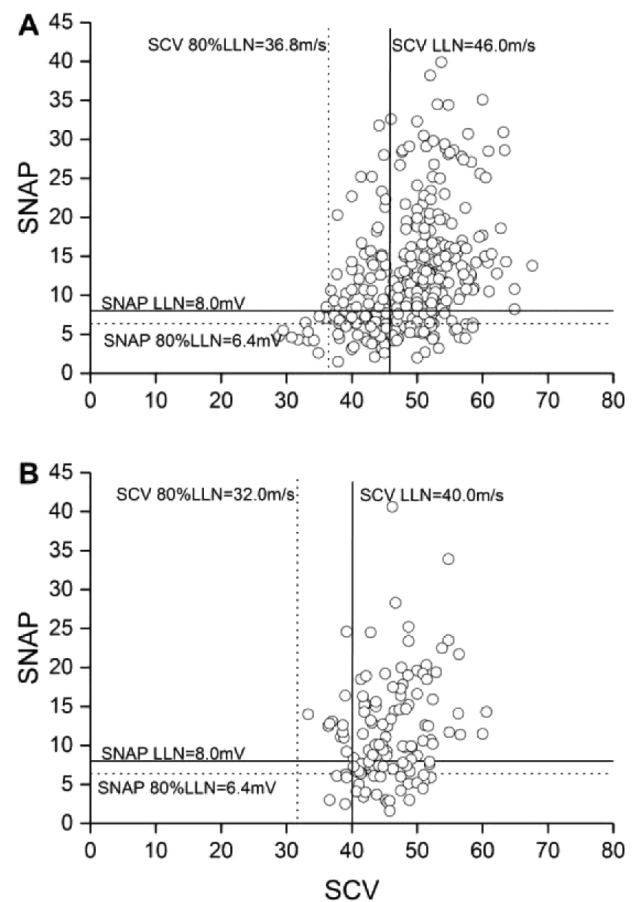 A
45
SCV 80%LLN=36.8m/s SCV LLN=46.0m/s
40
35
30
25
SNAP
20
15
10
SNAP LLN=8.0mV
5
SNAP 80%LLN=6.4mV
0
0 10 20 30 40 50 60 70 80
B
45
SCV 80%LLN=32.0m/s SCV LLN=40.0m/s
40
35
30
25
SNAP
20
15
10
SNAP LLN=8.0mV
5
SNAP 80%LLN=6.4mV
0
0 10 20 30 40 50 60 70 80
SCV